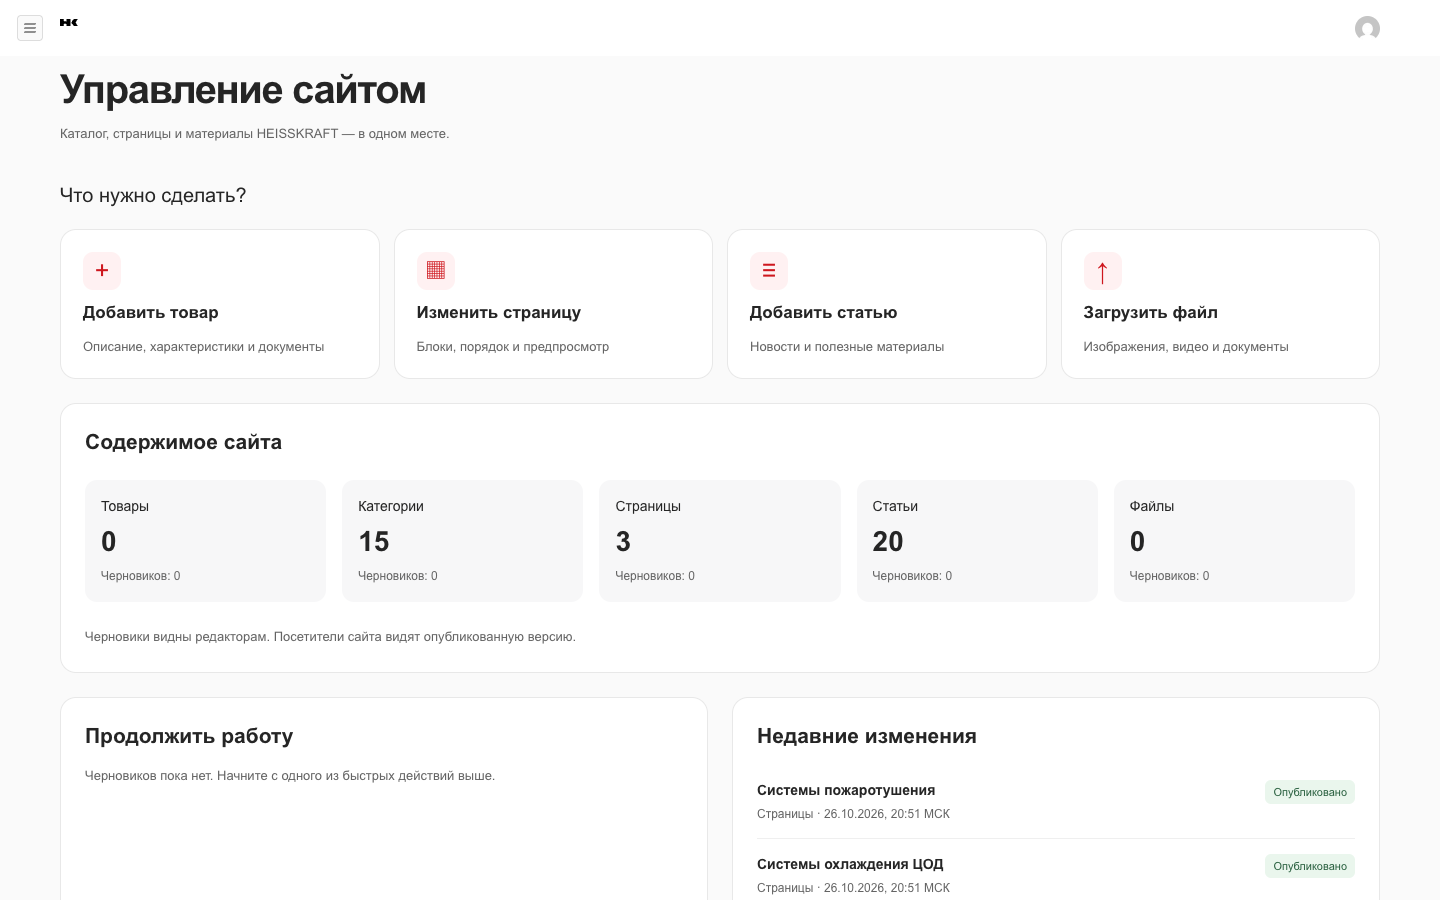 НК
Управление сайтом
Каталог, страницы и материалы HEISSKRAFT — в одном месте.
Что нужно сделать?
Добавить товар
Описание, характеристики и документы
Изменить страницу
Блоки, порядок и предпросмотр
Добавить статью
Новости и полезные материалы
Загрузить файл
Изображения, видео и документы
Содержимое сайта
Товары
0
Черновиков: 0
Категории
15
Черновиков: 0
Страницы
3
Черновиков: 0
Статьи
20
Черновиков: 0
Файлы
0
Черновиков: 0
Черновики видны редакторам. Посетители сайта видят опубликованную версию.
Продолжить работу
Черновиков пока нет. Начните с одного из быстрых действий выше.
Недавние изменения
Системы пожаротушения
Опубликовано
Страницы · 26.10.2026, 20:51 МСК
Системы охлаждения ЦОД
Опубликовано
Страницы · 26.10.2026, 20:51 МСК